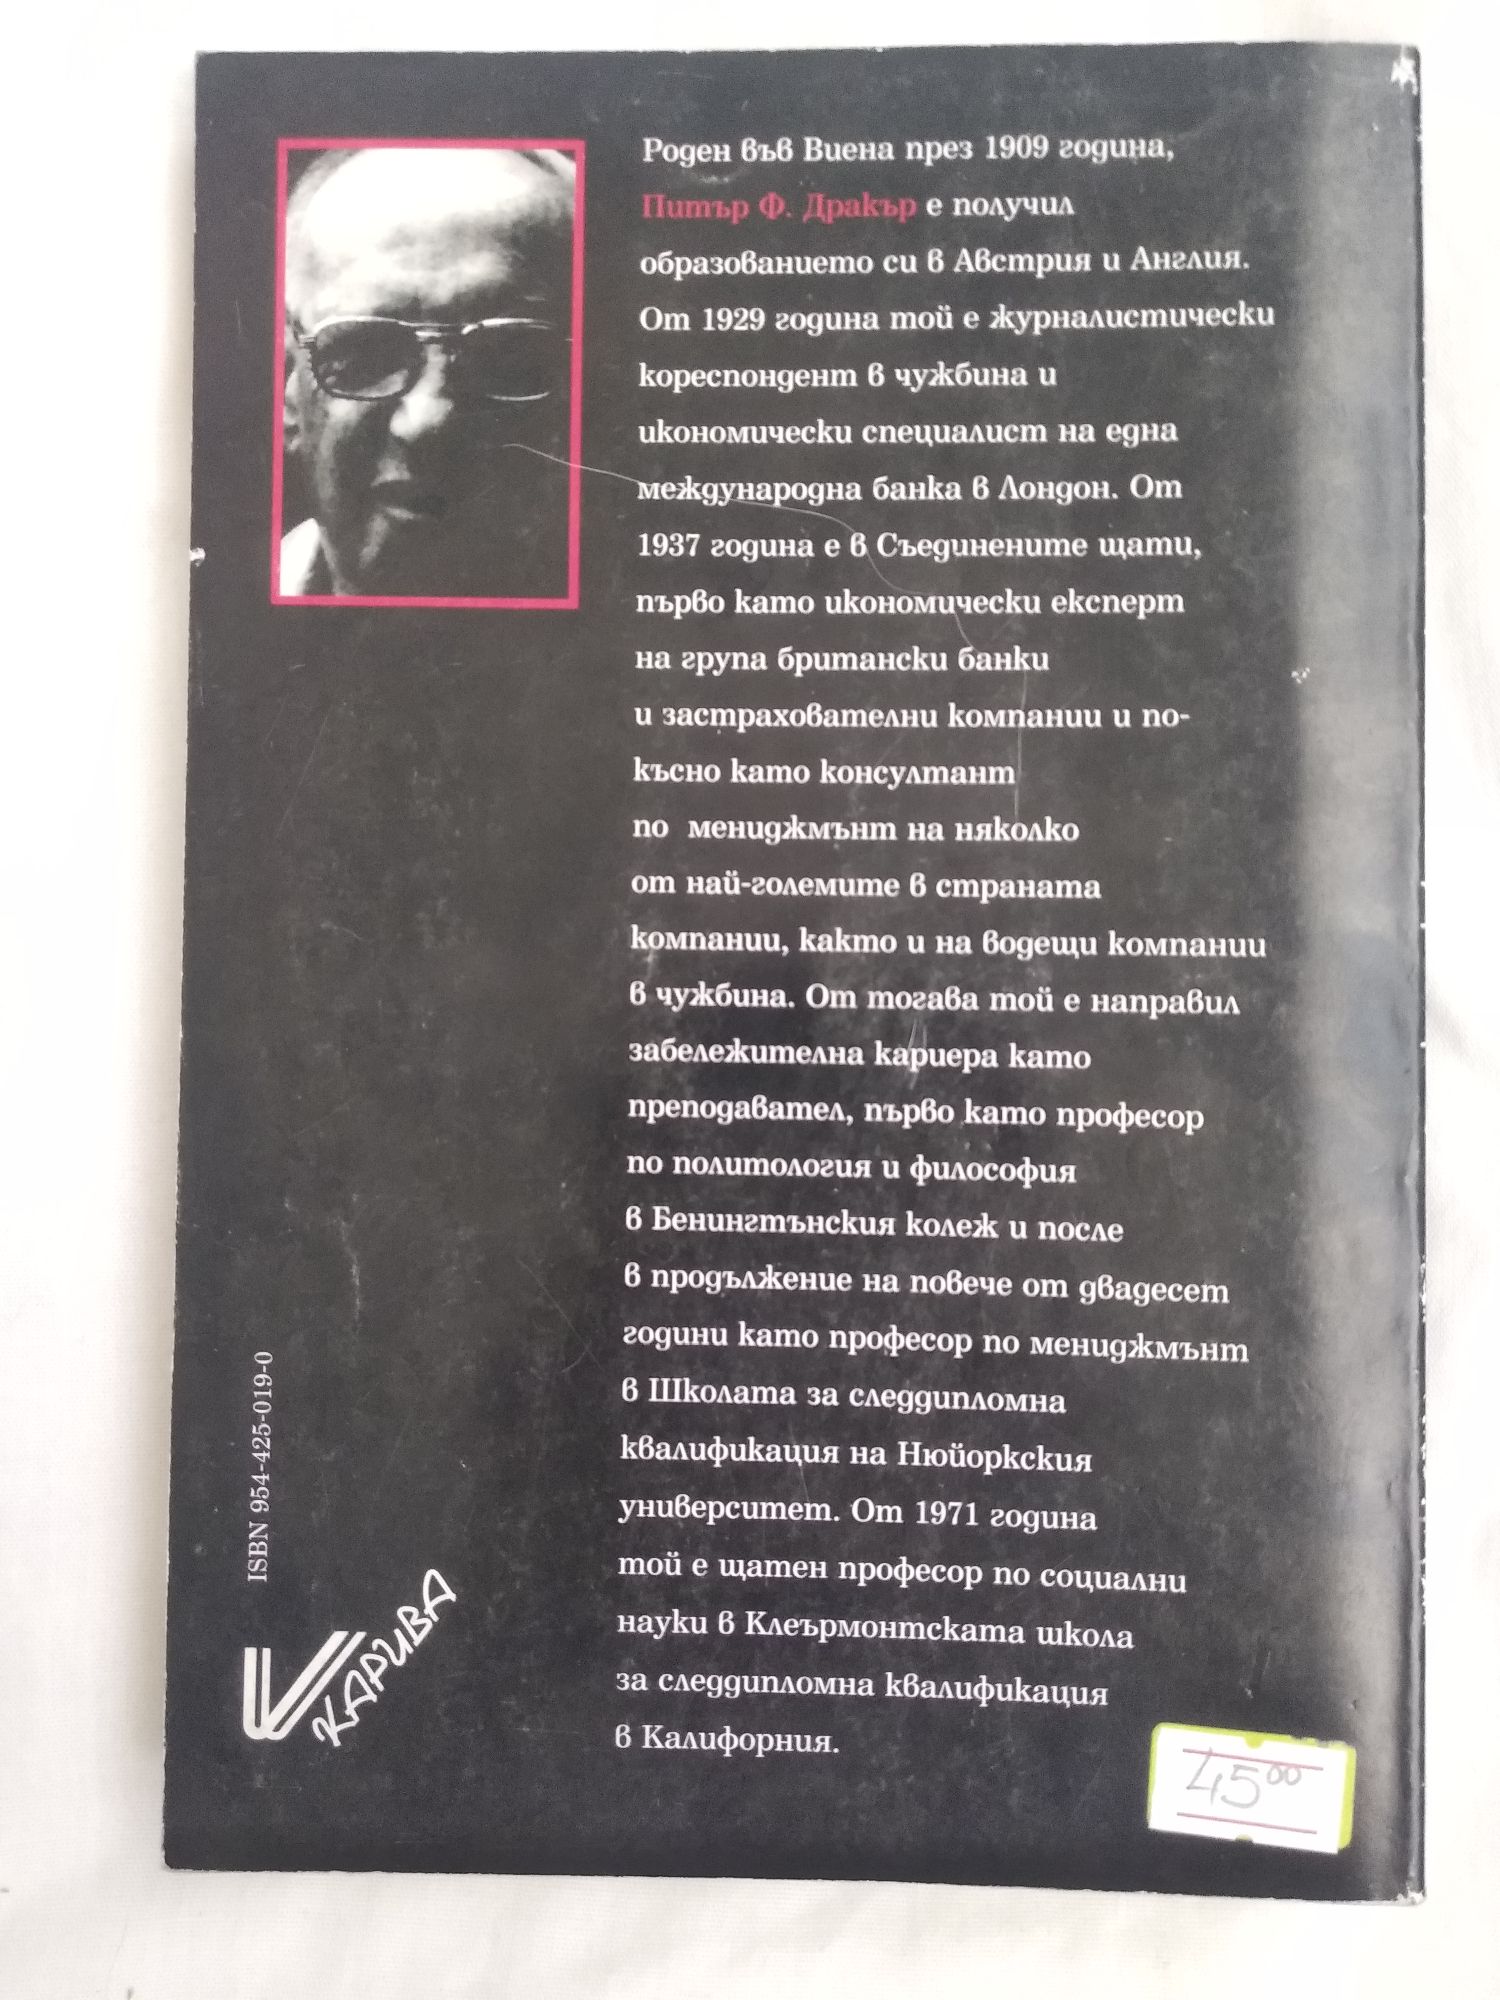 Роден във Виена през 1909 година,
Питър Ф. Дракър е получил
образованието си в Австрия и Англия.
От 1929 година той е журналистически
кореспондент в чужбина и
икономически специалист на една
международна банка в Лондон. От
1937 година е в Съединените щати,
първо като икономически експерт
на група британски банки
и застрахователни компании и по-
късно като консултант
по мениджмънт на няколко
от най-големите в страната
компании, както и на водещи компании
в чужбина. От тогава той е направил
забележителна кариера като
преподавател, първо като професор
по политология и философия
в Бенингтънския колеж и после
в продължение на повече от двадесет
години като професор по мениджмънт
в Школата за следдипломна
квалификация на Нюйоркския
университет. От 1971 година
той е щатен професор по социални
науки в Клеърмонтската школа
за следдипломна квалификация
в Калифорния.
ISBN 954-425-019-0
КАРИВА
45⁰⁰